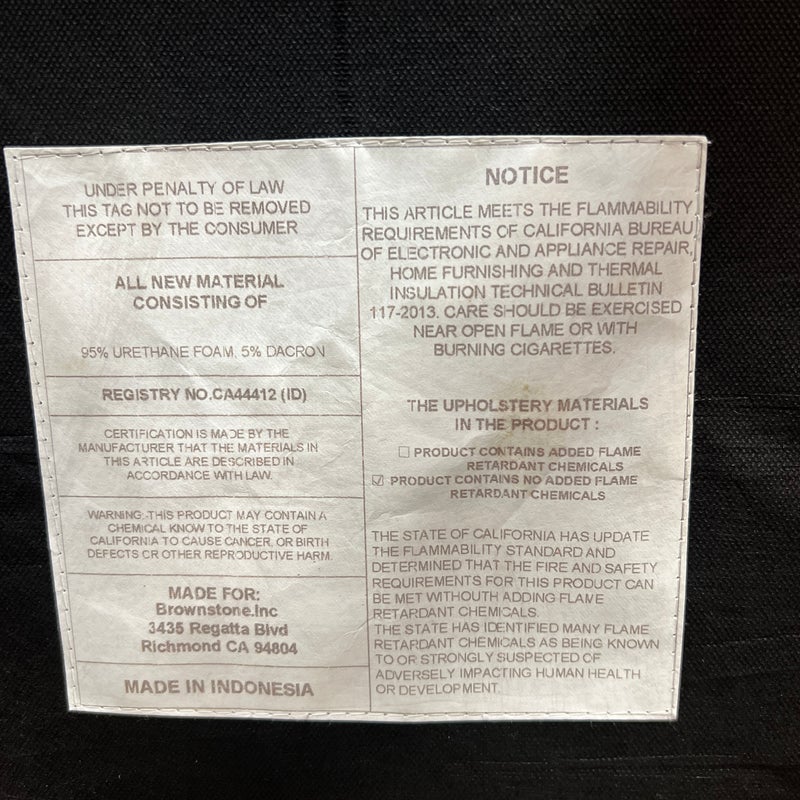 UNDER PENALTY OF LAW
THIS TAG NOT TO BE REMOVED
EXCEPT BY THE CONSUMER
ALL NEW MATERIAL
CONSISTING OF
95% URETHANE FOAM, 5% DACRON
REGISTRY NO.CA44412 (ID)
CERTIFICATION IS MADE BY THE
MANUFACTURER THAT THE MATERIALS IN
THIS ARTICLE ARE DESCRIBED IN
ACCORDANCE WITH LAW.
WARNING: THIS PRODUCT MAY CONTAIN A
CHEMICAL KNOW TO THE STATE OF
CALIFORNIA TO CAUSE CANCER, OR BIRTH
DEFECTS OR OTHER REPRODUCTIVE HARM.
MADE FOR:
Brownstone.Inc
3435 Regatta Blvd
Richmond CA 94804
MADE IN INDONESIA
NOTICE
THIS ARTICLE MEETS THE FLAMMABILITY
REQUIREMENTS OF CALIFORNIA BUREAU
OF ELECTRONIC AND APPLIANCE REPAIR,
HOME FURNISHING AND THERMAL
INSULATION TECHNICAL BULLETIN
117-2013. CARE SHOULD BE EXERCISED
NEAR OPEN FLAME OR WITH
BURNING CIGARETTES.
THE UPHOLSTERY MATERIALS
IN THE PRODUCT :
☐ PRODUCT CONTAINS ADDED FLAME
RETARDANT CHEMICALS
☑ PRODUCT CONTAINS NO ADDED FLAME
RETARDANT CHEMICALS
THE STATE OF CALIFORNIA HAS UPDATE
THE FLAMMABILITY STANDARD AND
DETERMINED THAT THE FIRE AND SAFETY
REQUIREMENTS FOR THIS PRODUCT CAN
BE MET WITHOUTH ADDING FLAME
RETARDANT CHEMICALS.
THE STATE HAS IDENTIFIED MANY FLAME
RETARDANT CHEMICALS AS BEING KNOWN
TO OR STRONGLY SUSPECTED OF
ADVERSELY IMPACTING HUMAN HEALTH
OR DEVELOPMENT.